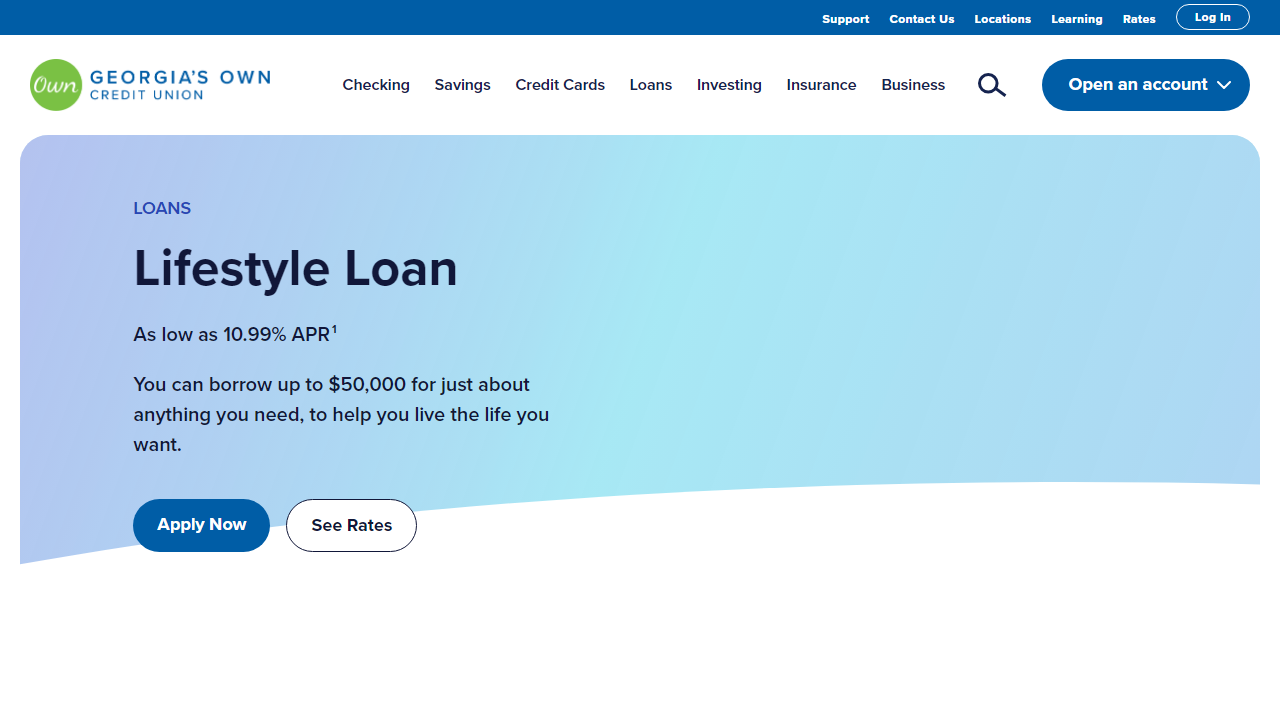 Support Contact Us Locations Learning Rates Log In
Own GEORGIA'S OWN
CREDIT UNION
Checking Savings Credit Cards Loans Investing Insurance Business Open an account
LOANS
Lifestyle Loan
As low as 10.99% APR¹
You can borrow up to $50,000 for just about
anything you need, to help you live the life you
want.
Apply Now See Rates